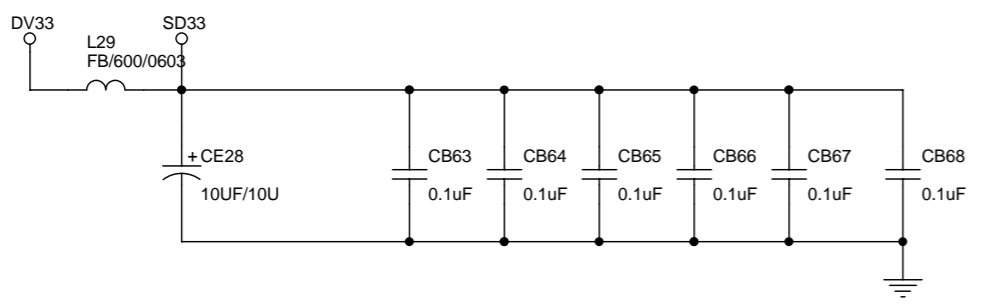 DV33
SD33
L29
FB/600/0603
+
CE28
10UF/10U
CB63
0.1uF
CB64
0.1uF
CB65
0.1uF
CB66
0.1uF
CB67
0.1uF
CB68
0.1uF